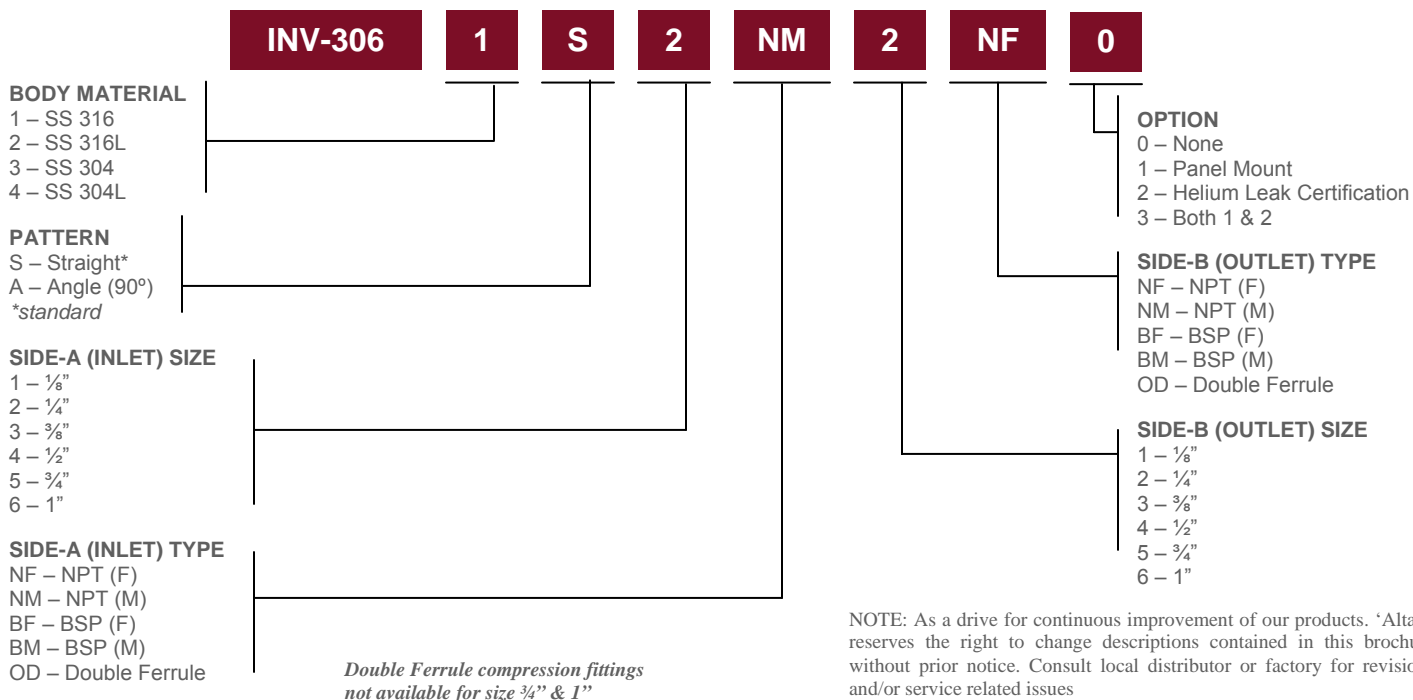 INV-306 1 S 2 NM 2 NF 0
BODY MATERIAL
1 – SS 316
2 – SS 316L
3 – SS 304
4 – SS 304L
PATTERN
S – Straight*
A – Angle (90º)
*standard
SIDE-A (INLET) SIZE
1 – ⅛”
2 – ¼”
3 – ⅜”
4 – ½”
5 – ¾”
6 – 1”
SIDE-A (INLET) TYPE
NF – NPT (F)
NM – NPT (M)
BF – BSP (F)
BM – BSP (M)
OD – Double Ferrule
Double Ferrule compression fittings
not available for size ¾” & 1”
OPTION
0 – None
1 – Panel Mount
2 – Helium Leak Certification
3 – Both 1 & 2
SIDE-B (OUTLET) TYPE
NF – NPT (F)
NM – NPT (M)
BF – BSP (F)
BM – BSP (M)
OD – Double Ferrule
SIDE-B (OUTLET) SIZE
1 – ⅛”
2 – ¼”
3 – ⅜”
4 – ½”
5 – ¾”
6 – 1”
NOTE: As a drive for continuous improvement of our products. ‘Alta
reserves the right to change descriptions contained in this brochu
without prior notice. Consult local distributor or factory for revision
and/or service related issues